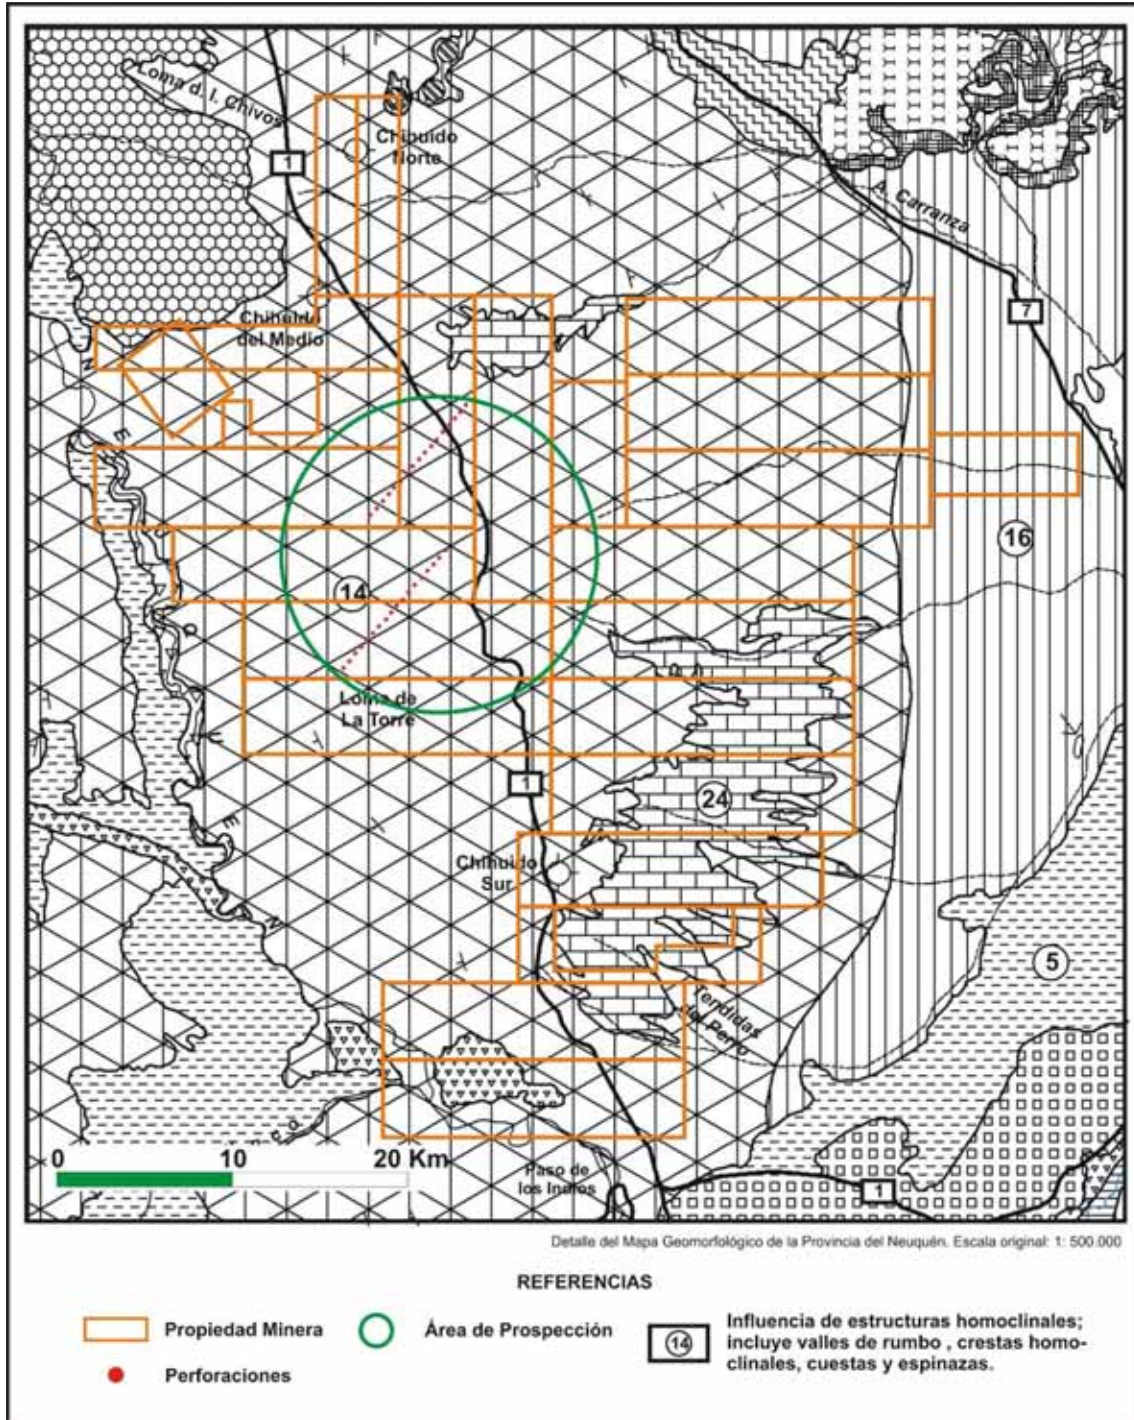 Loma d. l. Chivos
1
Chihuido
Norte
A. Carranza
7
Chihuido
del Medio
N
E
U
Q
U
E
N
16
14
Loma de
La Torre
1
24
Chihuido
Sur
5
Tendidas
del Perro
0 10 20 Km
Paso de
los Indios
1
Detalle del Mapa Geomorfológico de la Provincia del Neuquén. Escala original: 1: 500.000
REFERENCIAS
Propiedad Minera
Área de Prospección
14
Influencia de estructuras homoclinales;
incluye valles de rumbo , crestas homo-
clinales, cuestas y espinazas.
Perforaciones